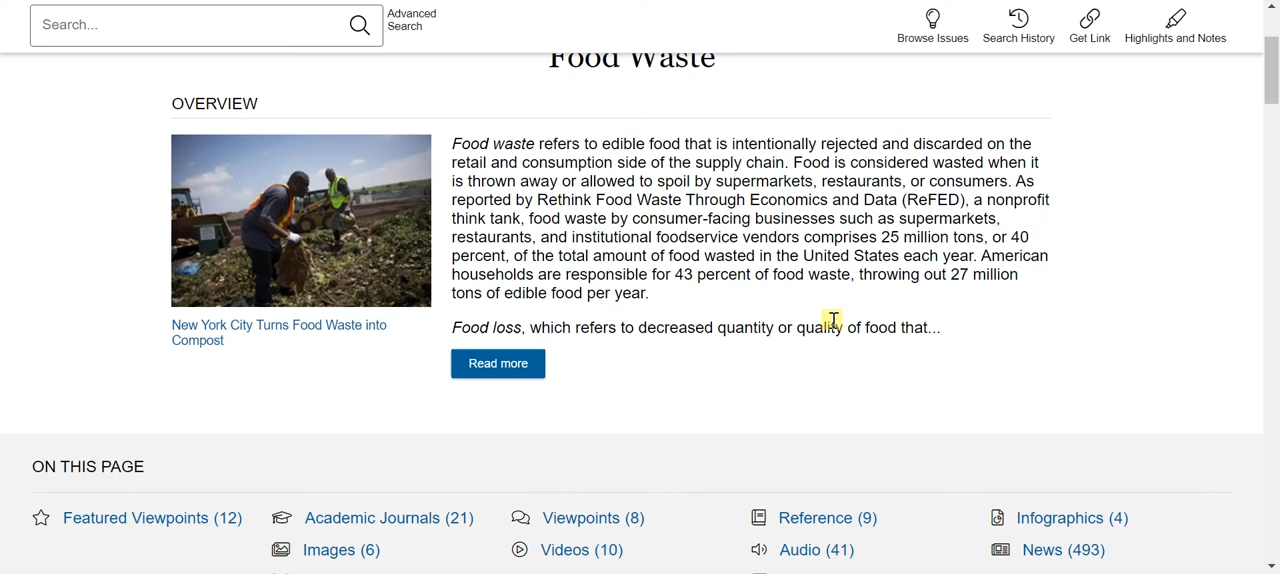 Search...
Advanced
Search
Browse Issues
Search History
Get Link
Highlights and Notes
Food Waste
OVERVIEW
Food waste refers to edible food that is intentionally rejected and discarded on the
retail and consumption side of the supply chain. Food is considered wasted when it
is thrown away or allowed to spoil by supermarkets, restaurants, or consumers. As
reported by Rethink Food Waste Through Economics and Data (ReFED), a nonprofit
think tank, food waste by consumer-facing businesses such as supermarkets,
restaurants, and institutional foodservice vendors comprises 25 million tons, or 40
percent, of the total amount of food wasted in the United States each year. American
households are responsible for 43 percent of food waste, throwing out 27 million
tons of edible food per year.
New York City Turns Food Waste into
Compost
Food loss, which refers to decreased quantity or quality of food that...
Read more
ON THIS PAGE
Featured Viewpoints (12)
Academic Journals (21)
Viewpoints (8)
Reference (9)
Infographics (4)
Images (6)
Videos (10)
Audio (41)
News (493)